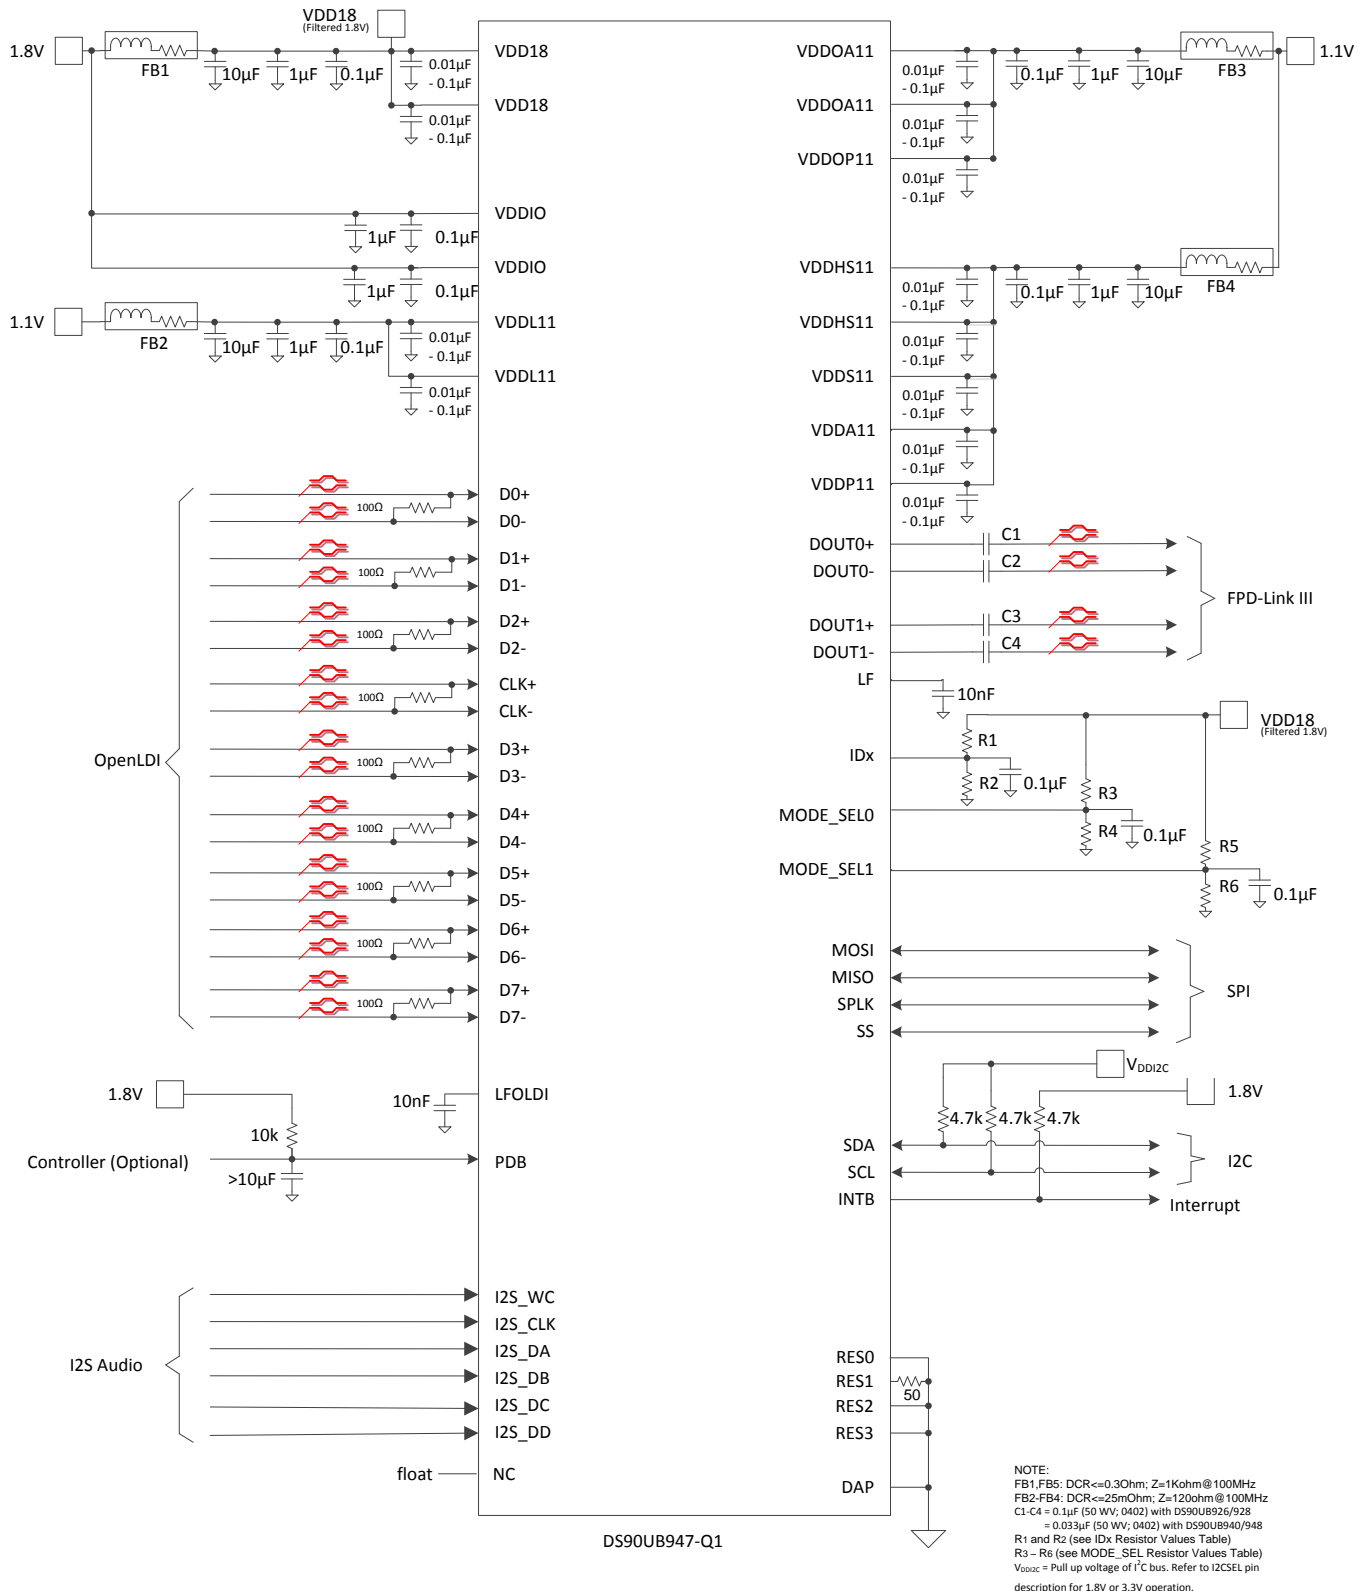 VDD18
(Filtered 1.8V)
1.8V
FB1
10µF
1µF
0.1µF
0.01µF
- 0.1µF
VDD18
0.01µF
- 0.1µF
VDD18
1µF
0.1µF
VDDIO
1µF
0.1µF
VDDIO
1.1V
FB2
10µF
1µF
0.1µF
0.01µF
- 0.1µF
VDDL11
0.01µF
- 0.1µF
VDDL11
VDDOA11
0.01µF
- 0.1µF
0.1µF
1µF
10µF
FB3
1.1V
VDDOA11
0.01µF
- 0.1µF
VDDOP11
0.01µF
- 0.1µF
VDDHS11
0.01µF
- 0.1µF
0.1µF
1µF
10µF
FB4
VDDHS11
0.01µF
- 0.1µF
VDDS11
0.01µF
- 0.1µF
VDDA11
0.01µF
- 0.1µF
VDDP11
0.01µF
- 0.1µF
OpenLDI
100Ω
D0+
D0-
100Ω
D1+
D1-
100Ω
D2+
D2-
100Ω
CLK+
CLK-
100Ω
D3+
D3-
100Ω
D4+
D4-
100Ω
D5+
D5-
100Ω
D6+
D6-
100Ω
D7+
D7-
DOUT0+
C1
DOUT0-
C2
DOUT1+
C3
DOUT1-
C4
FPD-Link III
LF
10nF
VDD18
(Filtered 1.8V)
IDx
R1
R2
0.1µF
MODE_SEL0
R3
R4
0.1µF
MODE_SEL1
R5
R6
0.1µF
MOSI
MISO
SPLK
SS
SPI
VDDI2C
1.8V
4.7k
4.7k
4.7k
SDA
SCL
I2C
INTB
Interrupt
1.8V
10k
Controller (Optional)
>10µF
10nF
LFOLDI
PDB
I2S Audio
I2S_WC
I2S_CLK
I2S_DA
I2S_DB
I2S_DC
I2S_DD
float
NC
RES0
RES1
50
RES2
RES3
DAP
DS90UB947-Q1
NOTE:
FB1,FB5: DCR<=0.3Ohm; Z=1Kohm@100MHz
FB2-FB4: DCR<=25mOhm; Z=120ohm@100MHz
C1-C4 = 0.1µF (50 WV; 0402) with DS90UB926/928
= 0.033µF (50 WV; 0402) with DS90UB940/948
R1 and R2 (see IDx Resistor Values Table)
R3 – R6 (see MODE_SEL Resistor Values Table)
VDDI2C = Pull up voltage of I2C bus. Refer to I2CSEL pin
description for 1.8V or 3.3V operation.